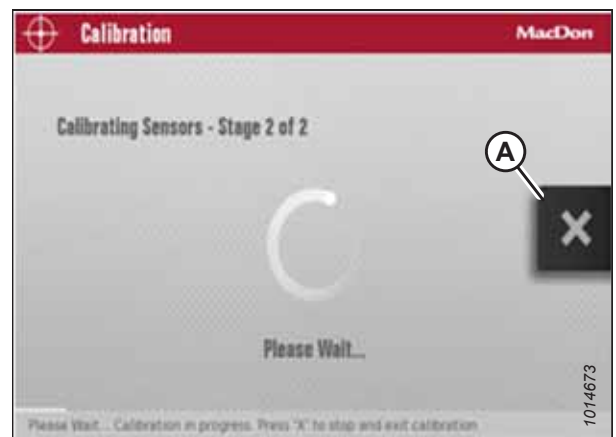 Calibration
MacDon
Calibrating Sensors - Stage 2 of 2
A
X
Please Wait...
Please Wait... Calibration in progress. Press "X" to stop and exit calibration
1014673